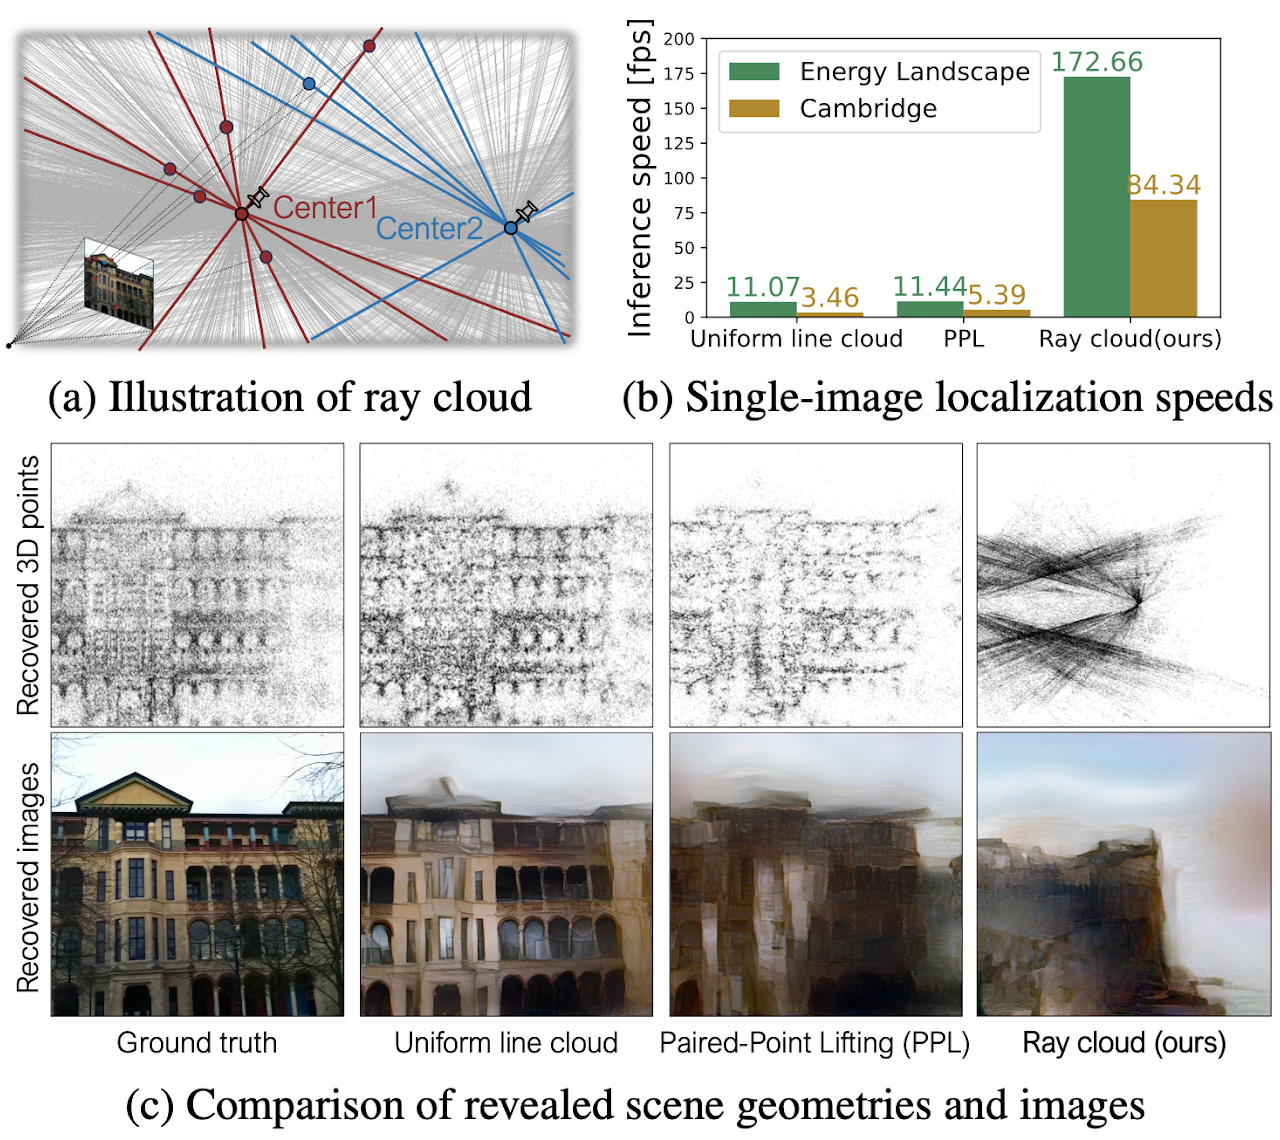 Center1
Center2
(a) Illustration of ray cloud
Inference speed [fps]
200
175
150
125
100
75
50
25
0
Energy Landscape
Cambridge
172.66
84.34
11.07
3.46
11.44
5.39
Uniform line cloud
PPL
Ray cloud(ours)
(b) Single-image localization speeds
Recovered 3D points
Recovered images
Ground truth
Uniform line cloud
Paired-Point Lifting (PPL)
Ray cloud (ours)
(c) Comparison of revealed scene geometries and images